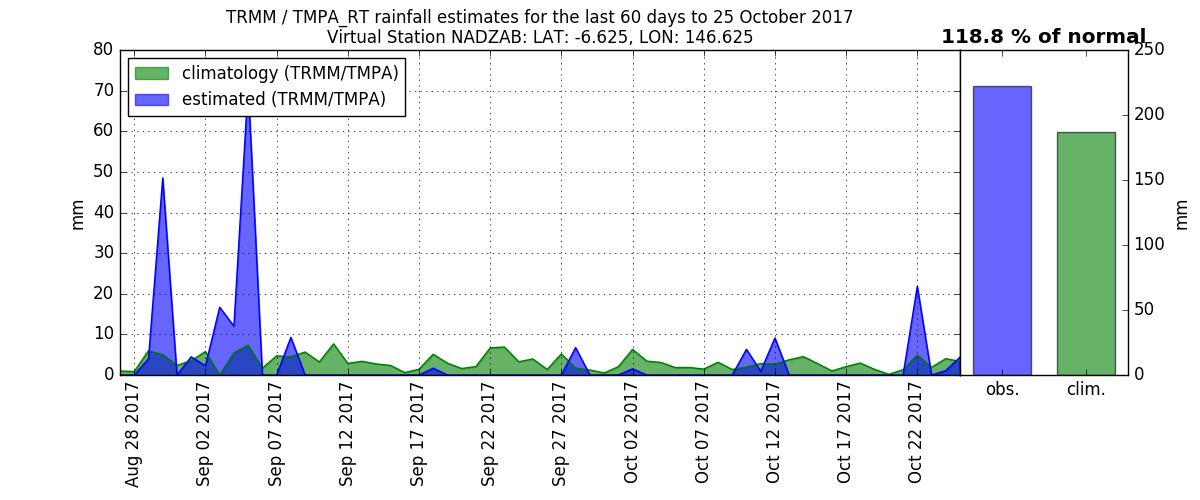 TRMM / TMPA_RT rainfall estimates for the last 60 days to 25 October 2017
Virtual Station NADZAB: LAT: -6.625, LON: 146.625
118.8 % of normal
climatology (TRMM/TMPA)
estimated (TRMM/TMPA)
mm
80
70
60
50
40
30
20
10
0
Aug 28 2017
Sep 02 2017
Sep 07 2017
Sep 12 2017
Sep 17 2017
Sep 22 2017
Sep 27 2017
Oct 02 2017
Oct 07 2017
Oct 12 2017
Oct 17 2017
Oct 22 2017
250
200
150
100
50
0
mm
obs.
clim.